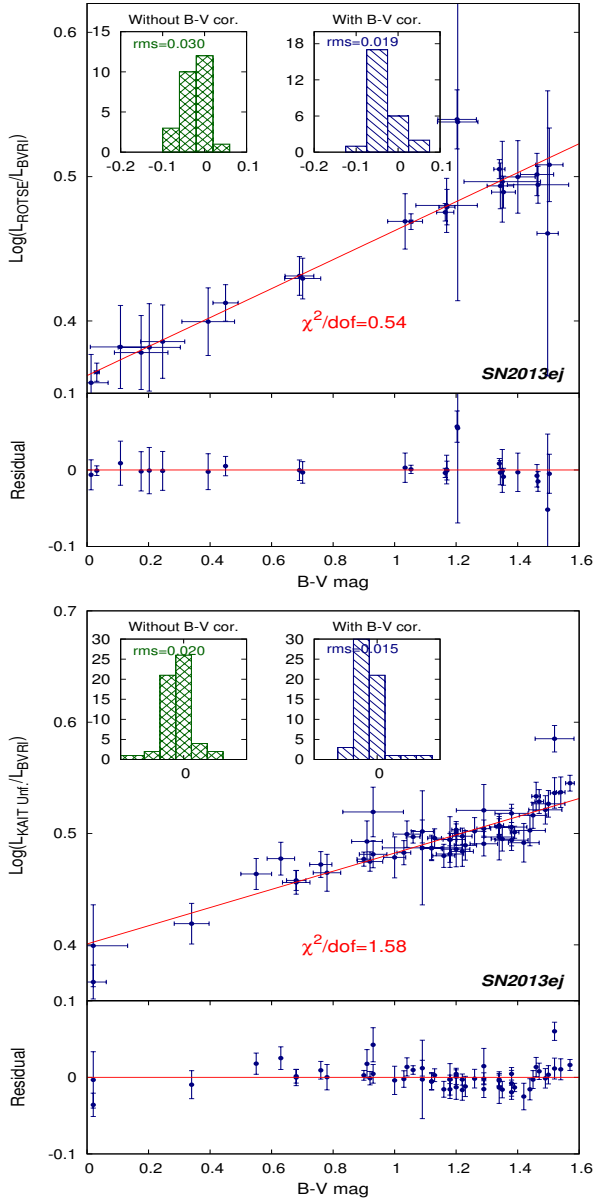 Without B-V cor.
With B-V cor.
rms=0.030
rms=0.019
15
10
5
0
-0.2 -0.1 0 0.1
18
12
6
0
-0.2 -0.1 0 0.1
0.6
0.5
0.4
0.1
Log(L_ROTSE/L_BVRI)
χ²/dof=0.54
SN2013ej
Residual
0
-0.1
0 0.2 0.4 0.6 0.8 1 1.2 1.4 1.6
B-V mag
0.7
Without B-V cor.
With B-V cor.
rms=0.020
rms=0.015
30
25
20
15
10
5
0
0
30
25
20
15
10
5
0
0
0.6
0.5
0.4
0.1
Log(L_KAIT Unf./L_BVRI)
χ²/dof=1.58
SN2013ej
Residual
0
-0.1
0 0.2 0.4 0.6 0.8 1 1.2 1.4 1.6
B-V mag